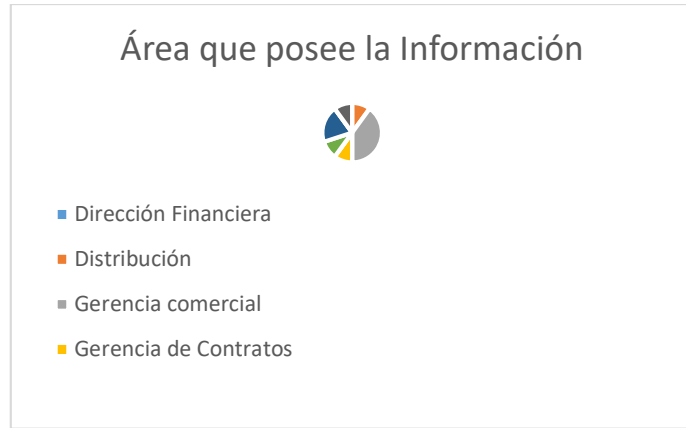 Área que posee la Información
Dirección Financiera
Distribución
Gerencia comercial
Gerencia de Contratos